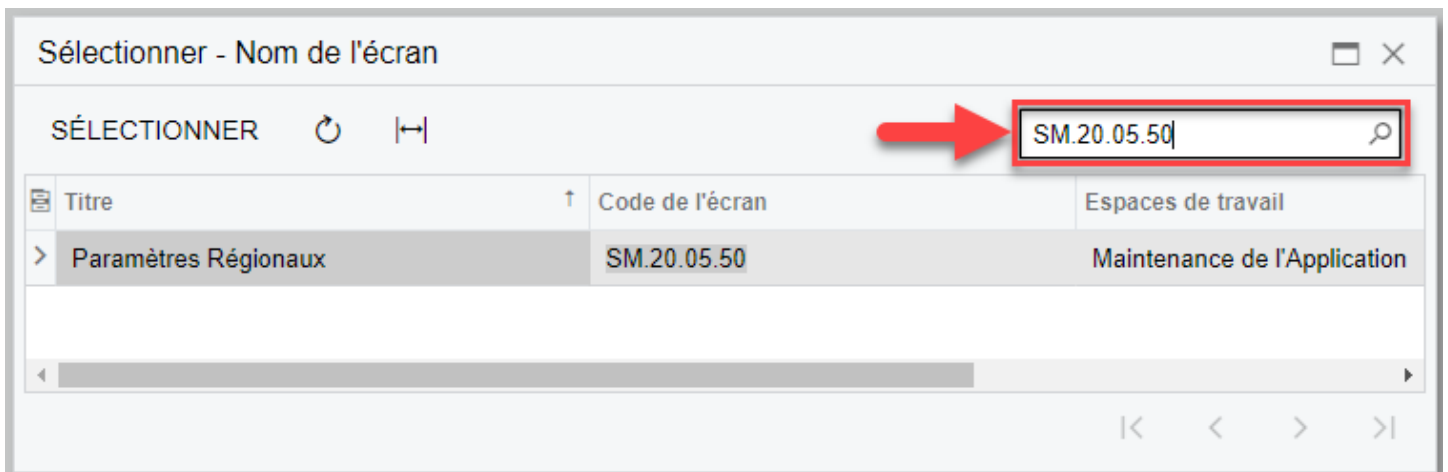 Sélectionner - Nom de l'écran
SÉLECTIONNER SM.20.05.50
Titre Code de l'écran Espaces de travail
Paramètres Régionaux SM.20.05.50 Maintenance de l'Application